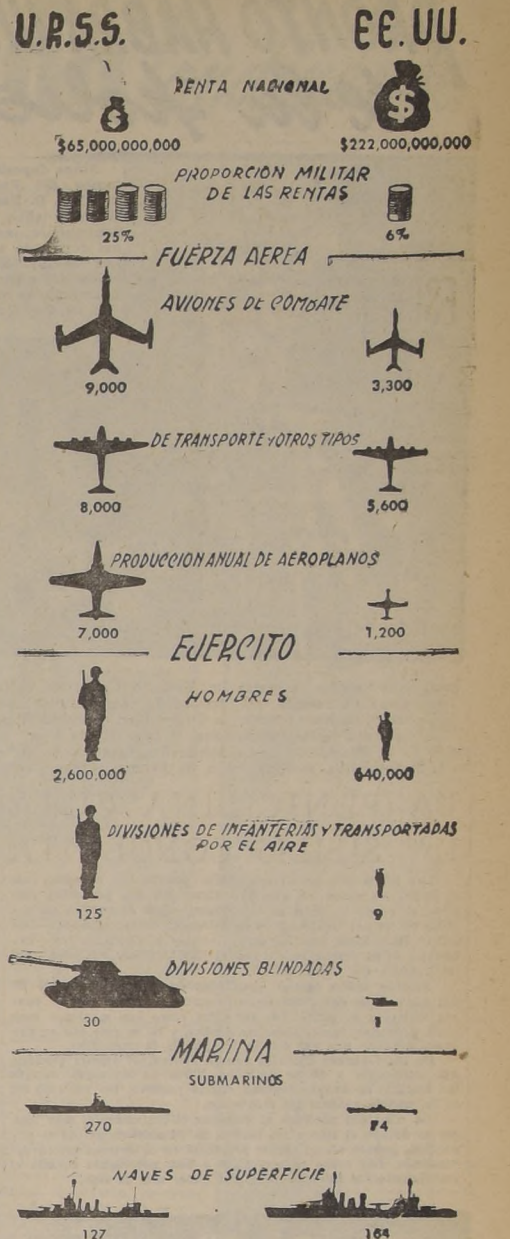 U.R.S.S. EE.UU.
RENTA NACIONAL
$65,000,000,000 $222,000,000,000
PROPORCION MILITAR
DE LAS RENTAS
25% 6%
FUERZA AEREA
AVIONES DE COMBATE
9,000 3,300
DE TRANSPORTE Y OTROS TIPOS
8,000 5,600
PRODUCCION ANUAL DE AEROPLANOS
7,000 1,200
EJERCITO
HOMBRES
2,600,000 640,000
DIVISIONES DE INFANTERIAS Y TRANSPORTADAS
POR EL AIRE
125 9
DIVISIONES BLINDADAS
30 1
MARINA
SUBMARINOS
270 74
NAVES DE SUPERFICIE
127 164